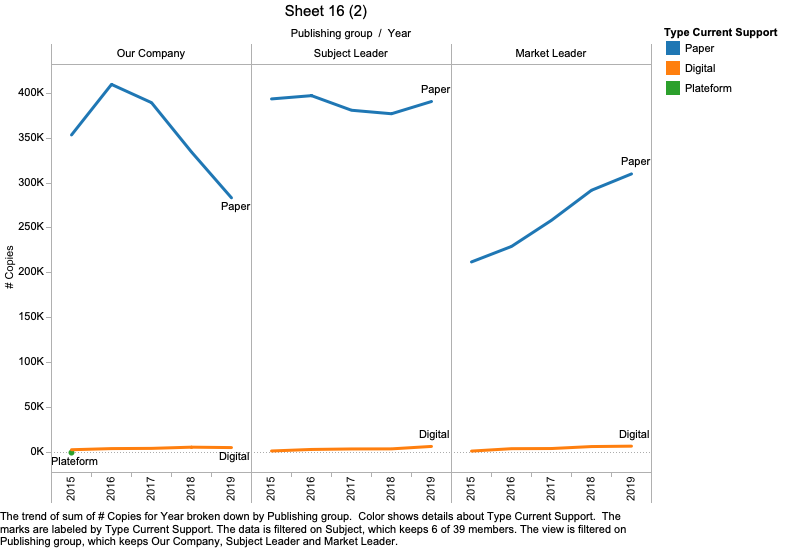 Sheet 16 (2)
Publishing group / Year
Type Current Support
Our Company
Subject Leader
Market Leader
Paper
Digital
Plateform
400K
350K
300K
250K
200K
150K
100K
50K
0K
# Copies
Paper
Paper
Paper
Plateform
Digital
Digital
Digital
2015
2016
2017
2018
2019
2015
2016
2017
2018
2019
2015
2016
2017
2018
2019
The trend of sum of # Copies for Year broken down by Publishing group.  Color shows details about Type Current Support.  The
marks are labeled by Type Current Support. The data is filtered on Subject, which keeps 6 of 39 members. The view is filtered on
Publishing group, which keeps Our Company, Subject Leader and Market Leader.